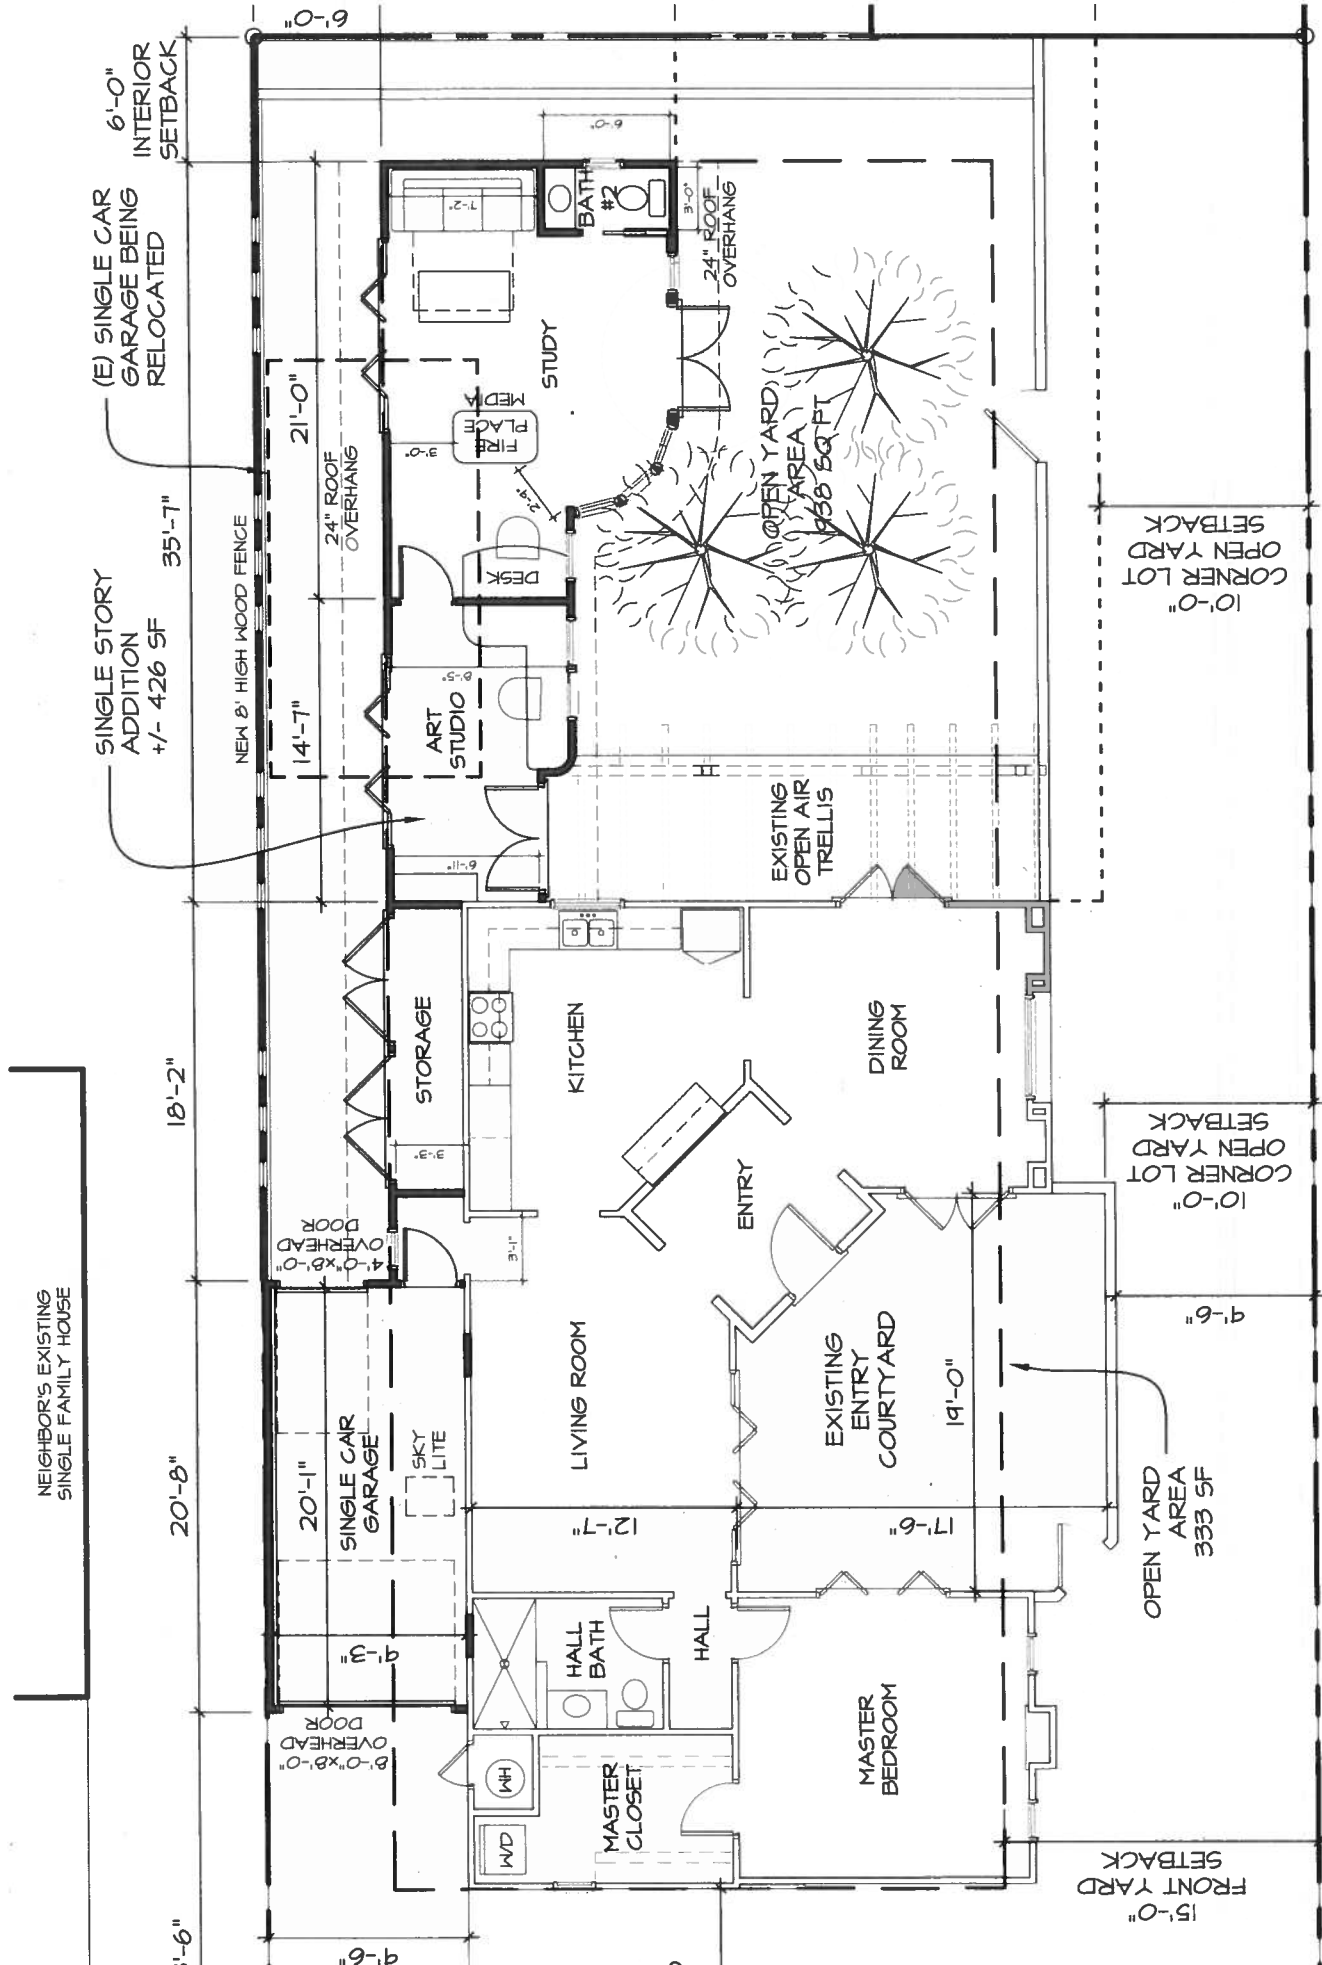 6'-0"
6'-0"
INTERIOR
SETBACK
(E) SINGLE CAR
GARAGE BEING
RELOCATED
35'-7"
SINGLE STORY
ADDITION
+/- 426 SF
NEW 8' HIGH WOOD FENCE
21'-0"
24" ROOF
OVERHANG
14'-7"
6'-0"
7'-2"
BATH
#2
3'-0"
24" ROOF
OVERHANG
STUDY
MEDIA
FIRE
PLACE
3'-0"
2'-9"
DESK
OPEN YARD
AREA
938 SQ FT
10'-0"
CORNER LOT
OPEN YARD
SETBACK
8'-5"
ART
STUDIO
6'-11"
EXISTING
OPEN AIR
TRELLIS
18'-2"
STORAGE
3'-3"
KITCHEN
DINING
ROOM
ENTRY
10'-0"
CORNER LOT
OPEN YARD
SETBACK
4'-0"x8'-0"
OVERHEAD
DOOR
3'-1"
9'-6"
NEIGHBOR'S EXISTING
SINGLE FAMILY HOUSE
20'-8"
20'-1"
SINGLE CAR
GARAGE
SKY
LITE
LIVING ROOM
EXISTING
ENTRY
COURTYARD
19'-0"
12'-7"
17'-6"
OPEN YARD
AREA
333 SF
9'-3"
HALL
BATH
HALL
8'-0"x8'-0"
OVERHEAD
DOOR
HM
W/D
MASTER
CLOSET
MASTER
BEDROOM
15'-0"
FRONT YARD
SETBACK
'-6"
9'-6"